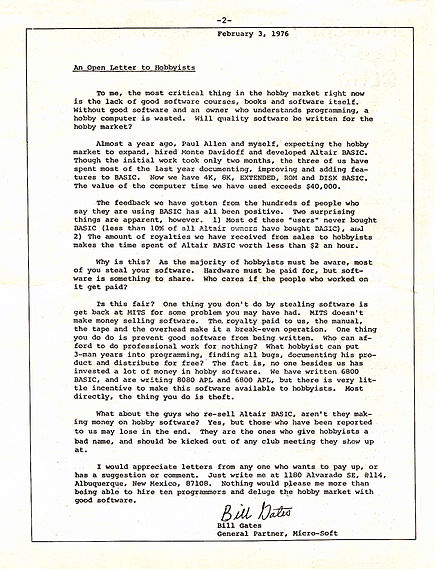 -2-
February 3, 1976
An Open Letter to Hobbyists
To me, the most critical thing in the hobby market right now
is the lack of good software courses, books and software itself.
Without good software and an owner who understands programming, a
hobby computer is wasted. Will quality software be written for the
hobby market?
Almost a year ago, Paul Allen and myself, expecting the hobby
market to expand, hired Monte Davidoff and developed Altair BASIC.
Though the initial work took only two months, the three of us have
spent most of the last year documenting, improving and adding fea-
tures to BASIC. Now we have 4K, 8K, EXTENDED, ROM and DISK BASIC.
The value of the computer time we have used exceeds $40,000.
The feedback we have gotten from the hundreds of people who
say they are using BASIC has all been positive. Two surprising
things are apparent, however. 1) Most of these "users" never bought
BASIC (less than 10% of all Altair owners have bought BASIC), and
2) The amount of royalties we have received from sales to hobbyists
makes the time spent of Altair BASIC worth less than $2 an hour.
Why is this? As the majority of hobbyists must be aware, most
of you steal your software. Hardware must be paid for, but soft-
ware is something to share. Who cares if the people who worked on
it get paid?
Is this fair? One thing you don't do by stealing software is
get back at MITS for some problem you may have had. MITS doesn't
make money selling software. The royalty paid to us, the manual,
the tape and the overhead make it a break-even operation. One thing
you do do is prevent good software from being written. Who can af-
ford to do professional work for nothing? What hobbyist can put
3-man years into programming, finding all bugs, documenting his pro-
duct and distribute for free? The fact is, no one besides us has
invested a lot of money in hobby software. We have written 6800
BASIC, and are writing 8080 APL and 6800 APL, but there is very lit-
tle incentive to make this software available to hobbyists. Most
directly, the thing you do is theft.
What about the guys who re-sell Altair BASIC, aren't they mak-
ing money on hobby software? Yes, but those who have been reported
to us may lose in the end. They are the ones who give hobbyists a
bad name, and should be kicked out of any club meeting they show up
at.
I would appreciate letters from any one who wants to pay up, or
has a suggestion or comment. Just write me at 1180 Alvarado SE, #114,
Albuquerque, New Mexico, 87108. Nothing would please me more than
being able to hire ten programmers and deluge the hobby market with
good software.
Bill Gates
Bill Gates
General Partner, Micro-Soft